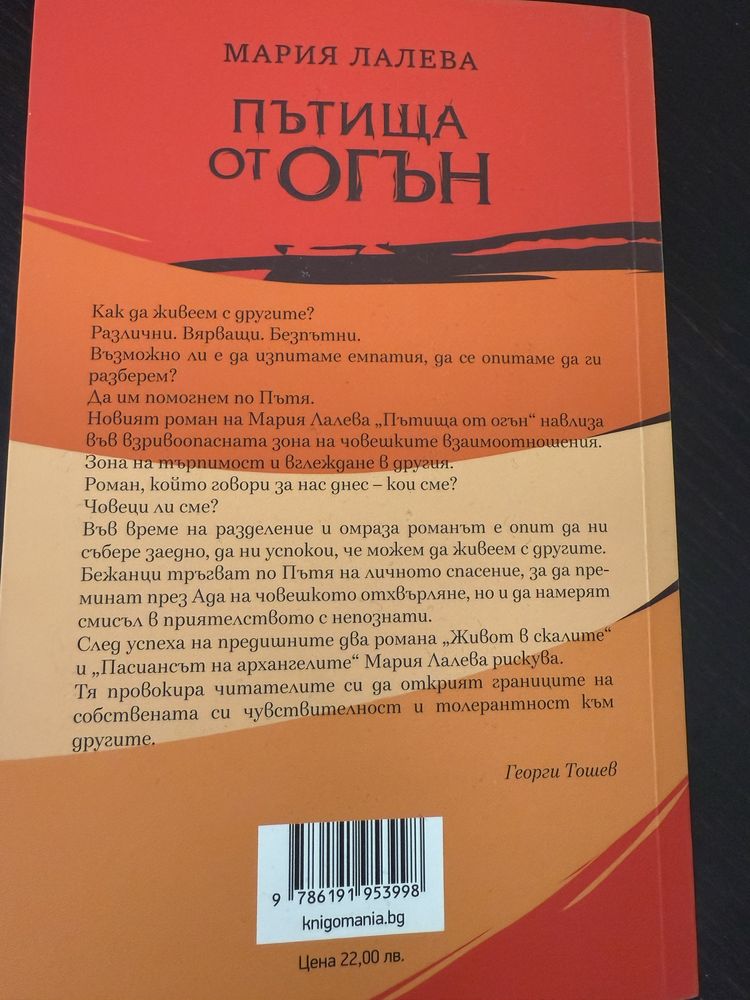 МАРИЯ ЛАЛЕВА
ПЪТИЩА
ОТ ОГЪН
Как да живеем с другите?
Различни. Вярващи. Безпътни.
Възможно ли е да изпитаме емпатия, да се опитаме да ги
разберем?
Да им помогнем по Пътя.
Новият роман на Мария Лалева „Пътища от огън“ навлиза
във взривоопасната зона на човешките взаимоотношения.
Зона на търпимост и вглеждане в другия.
Роман, който говори за нас днес – кои сме?
Човеци ли сме?
Във време на разделение и омраза романът е опит да ни
събере заедно, да ни успокои, че можем да живеем с другите.
Бежанци тръгват по Пътя на личното спасение, за да пре-
минат през Ада на човешкото отхвърляне, но и да намерят
смисъл в приятелството с непознати.
След успеха на предишните два романа „Живот в скалите“
и „Пасиансът на архангелите“ Мария Лалева рискува.
Тя провокира читателите си да открият границите на
собствената си чувствителност и толерантност към
другите.
Георги Тошев
9 786191 953998
knigomania.bg
Цена 22,00 лв.